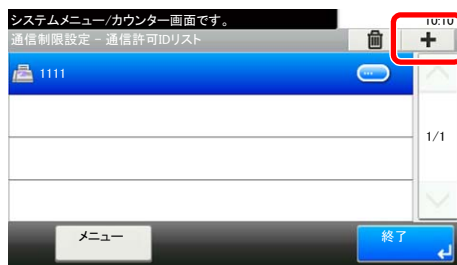 システムメニュー/カウンター画面です。
10:10
通信制限設定 - 通信許可IDリスト
1111
1/1
メニュー
終了